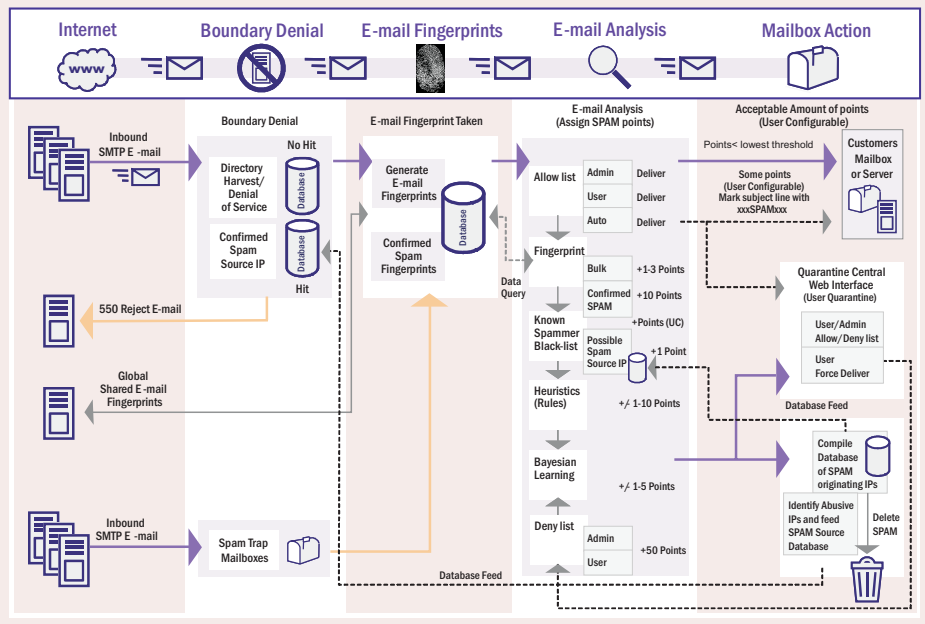 Internet
Boundary Denial
E-mail Fingerprints
E-mail Analysis
Mailbox Action
www
Boundary Denial
E-mail Fingerprint Taken
E-mail Analysis
(Assign SPAM points)
Acceptable Amount of points
(User Configurable)
Inbound
SMTP E -mail
No Hit
Directory
Harvest/
Denial
of Service
Database
Confirmed
Spam
Source IP
Database
Hit
Generate
E-mail
Fingerprints
Database
Confirmed
Spam
Fingerprints
Data
Query
Allow list
Admin
Deliver
User
Deliver
Auto
Deliver
Fingerprint
Bulk
+1-3 Points
Confirmed
SPAM
+10 Points
+Points (UC)
Known
Spammer
Black-list
Possible
Spam
Source IP
+1 Point
Heuristics
(Rules)
+/- 1-10 Points
Bayesian
Learning
+/- 1-5 Points
Deny list
Admin
User
+50 Points
Points< lowest threshold
Some points
(User Configurable)
Mark subject line with
xxxSPAMxxx
Customers
Mailbox
or Server
Quarantine Central
Web Interface
(User Quarantine)
User/Admin
Allow/Deny list
User
Force Deliver
Database Feed
Compile
Database
of SPAM
originating IPs
Identify Abusive
IPs and feed
SPAM Source
Database
Delete
SPAM
550 Reject E-mail
Global
Shared E-mail
Fingerprints
Inbound
SMTP E -mail
Spam Trap
Mailboxes
Database Feed